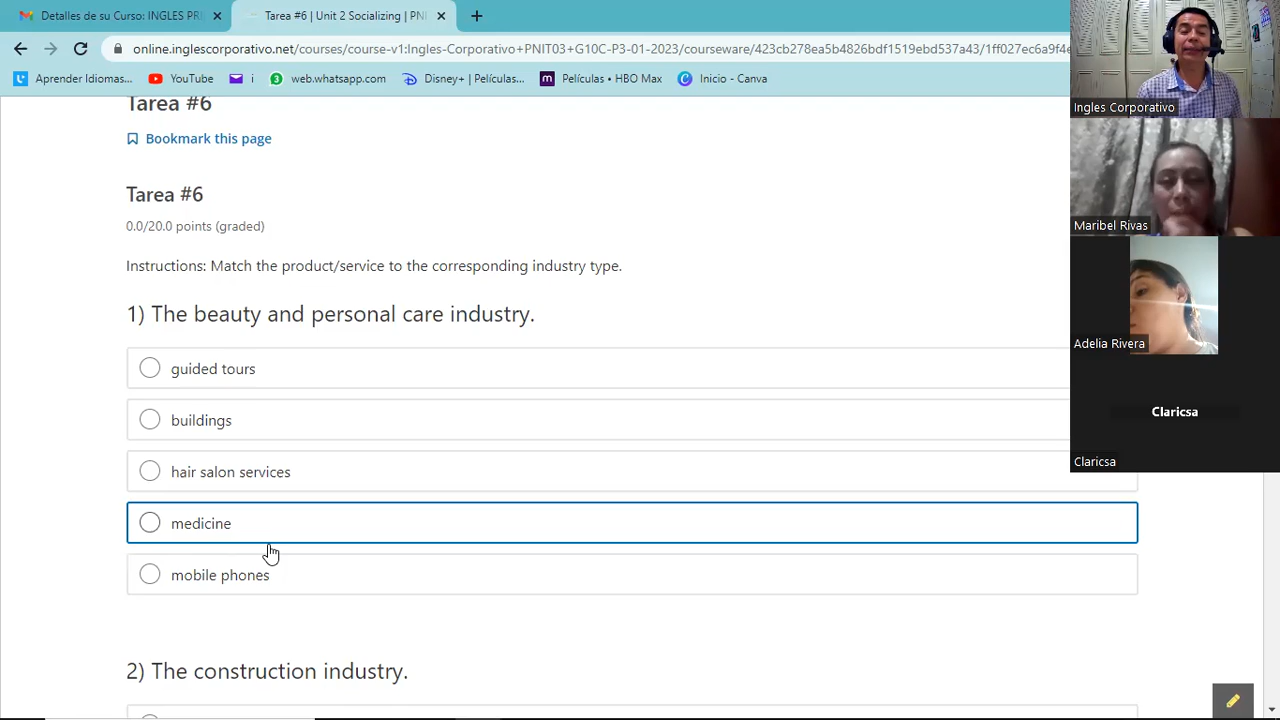 Detalles de su Curso: INGLES PR
Tarea #6 | Unit 2 Socializing | PNI
online.inglescorporativo.net/courses/course-v1:Ingles-Corporativo+PNIT03+G10C-P3-01-2023/courseware/423cb278ea5b4826b3f1519eb2537a43/1ff027ec6a9f4e
Aprender Idiomas...
YouTube
i
web.whatsapp.com
Disney+ | Películas...
Películas • HBO Max
Inicio - Canva
Tarea #6
Bookmark this page
Tarea #6
0.0/20.0 points (graded)
Instructions: Match the product/service to the corresponding industry type.
1) The beauty and personal care industry.
guided tours
buildings
hair salon services
medicine
mobile phones
2) The construction industry.
Ingles Corporativo
Maribel Rivas
Adelia Rivera
Claricsa
Claricsa